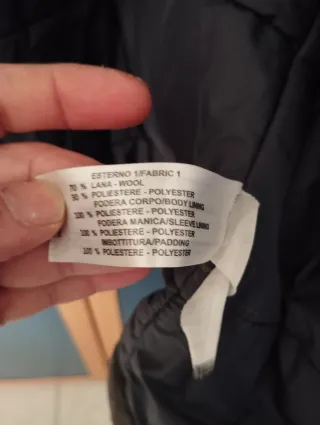 ESTERNO 1/FABRIC 1
70 % LANA - WOOL
30 % POLIESTERE - POLYESTER
FODERA CORPO/BODY LINING
100 % POLIESTERE - POLYESTER
FODERA MANICA/SLEEVE LINING
100 % POLIESTERE - POLYESTER
IMBOTTITURA/PADDING
100 % POLIESTERE - POLYESTER